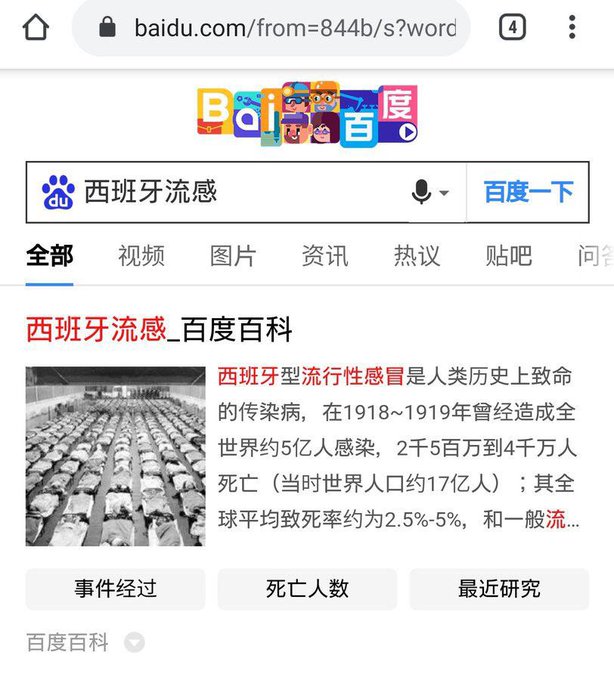 baidu.com/from=844b/s?word
4
Bai 百度
du 西班牙流感 百度一下
全部 视频 图片 资讯 热议 贴吧 问答
西班牙流感_百度百科
西班牙型流行性感冒是人类历史上致命
的传染病，在1918~1919年曾经造成全
世界约5亿人感染，2千5百万到4千万人
死亡（当时世界人口约17亿人）；其全
球平均致死率约为2.5%-5%，和一般流...
事件经过 死亡人数 最近研究
百度百科